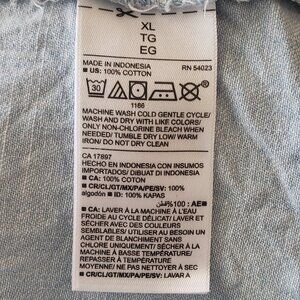 XL
TG
EG
MADE IN INDONESIA RN 54023
■ US: 100% COTTON
30
1166
MACHINE WASH COLD GENTLE CYCLE/
WASH AND DRY WITH LIKE COLORS/
ONLY NON-CHLORINE BLEACH WHEN
NEEDED/ TUMBLE DRY LOW/ WARM
IRON/ DO NOT DRY CLEAN
CA 17897
HECHO EN INDONESIA CON INSUMOS
IMPORTADOS/ DIBUAT DI INDONESIA
■ CA: 100% COTON
■ CR/CL/GT/MX/PA/PE/SV: 100%
algodón ■ ID: 100% KAPAS
■ AE: 100%
■ CA: LAVER À LA MACHINE À L'EAU
FROIDE AU CYCLE DÉLICAT/ LAVER ET
SÉCHER AVEC DES COULEURS
SEMBLABLES/ UTILISER AU BESOIN UN
AGENT DE BLANCHIMENT SANS
CHLORE UNIQUEMENT/ SÉCHER À LA
MACHINE À BASSE TEMPÉRATURE/
REPASSER À TEMPÉRATURE
MOYENNE/ NE PAS NETTOYER À SEC
■ CR/CL/GT/MX/PA/PE/SV: LAVAR A